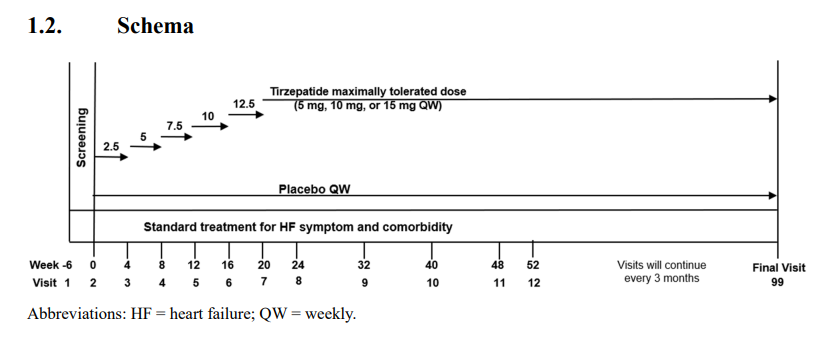 1.2. Schema
Tirzepatide maximally tolerated dose
(5 mg, 10 mg, or 15 mg QW)
12.5
10
7.5
5
2.5
Screening
Placebo QW
Standard treatment for HF symptom and comorbidity
Week -6 0 4 8 12 16 20 24 32 40 48 52
Visit 1 2 3 4 5 6 7 8 9 10 11 12
Visits will continue
every 3 months
Final Visit
99
Abbreviations: HF = heart failure; QW = weekly.